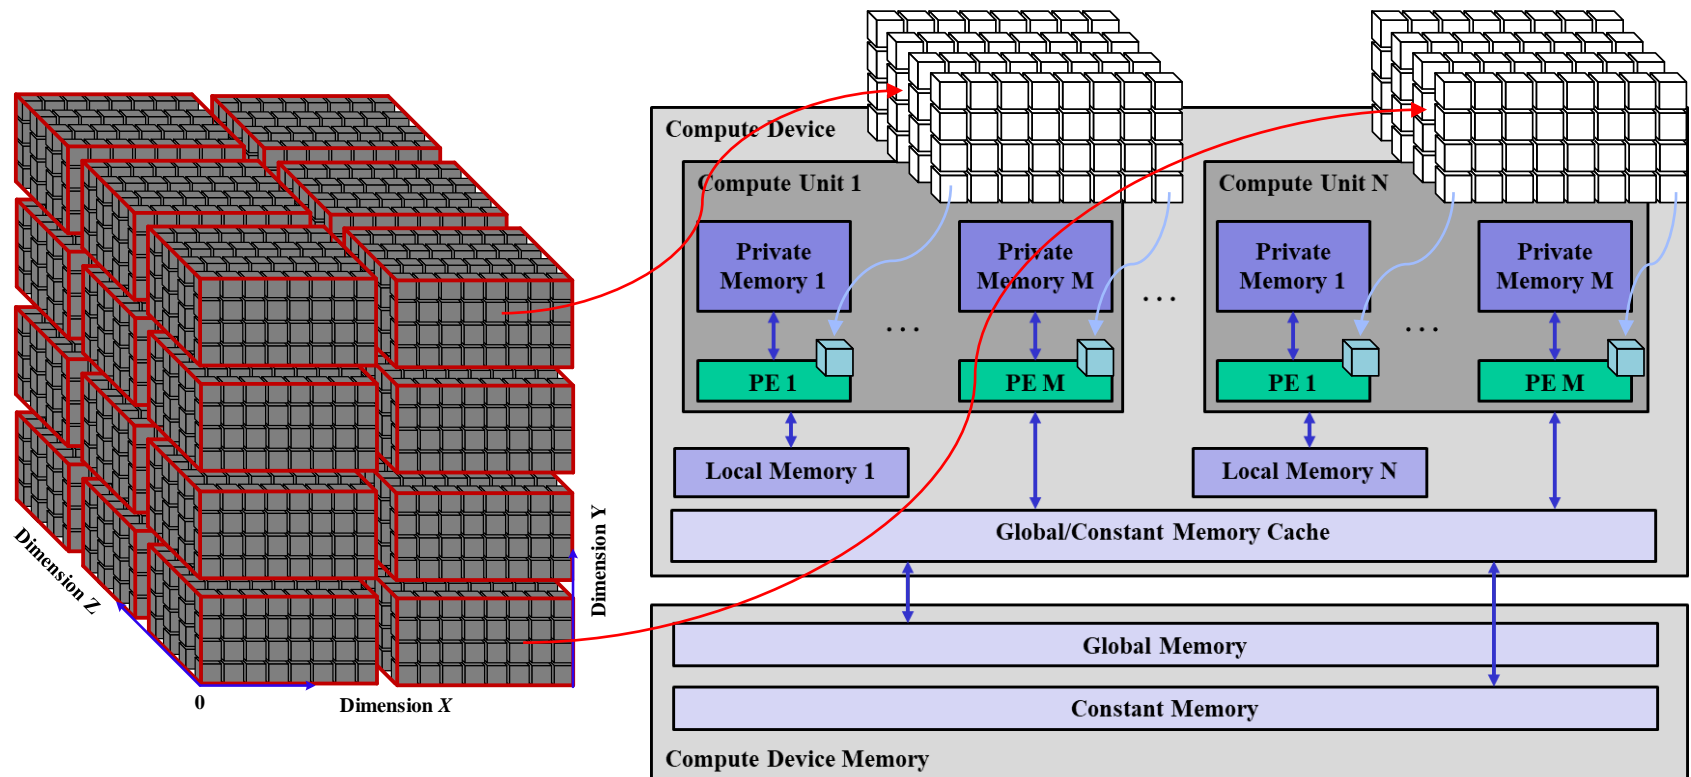 Compute Device
Compute Unit 1
Compute Unit N
Private
Memory 1
Private
Memory M
Private
Memory 1
Private
Memory M
. . .
. . .
. . .
PE 1
PE M
PE 1
PE M
Local Memory 1
Local Memory N
Global/Constant Memory Cache
Global Memory
Constant Memory
Compute Device Memory
Dimension Z
Dimension Y
0
Dimension X